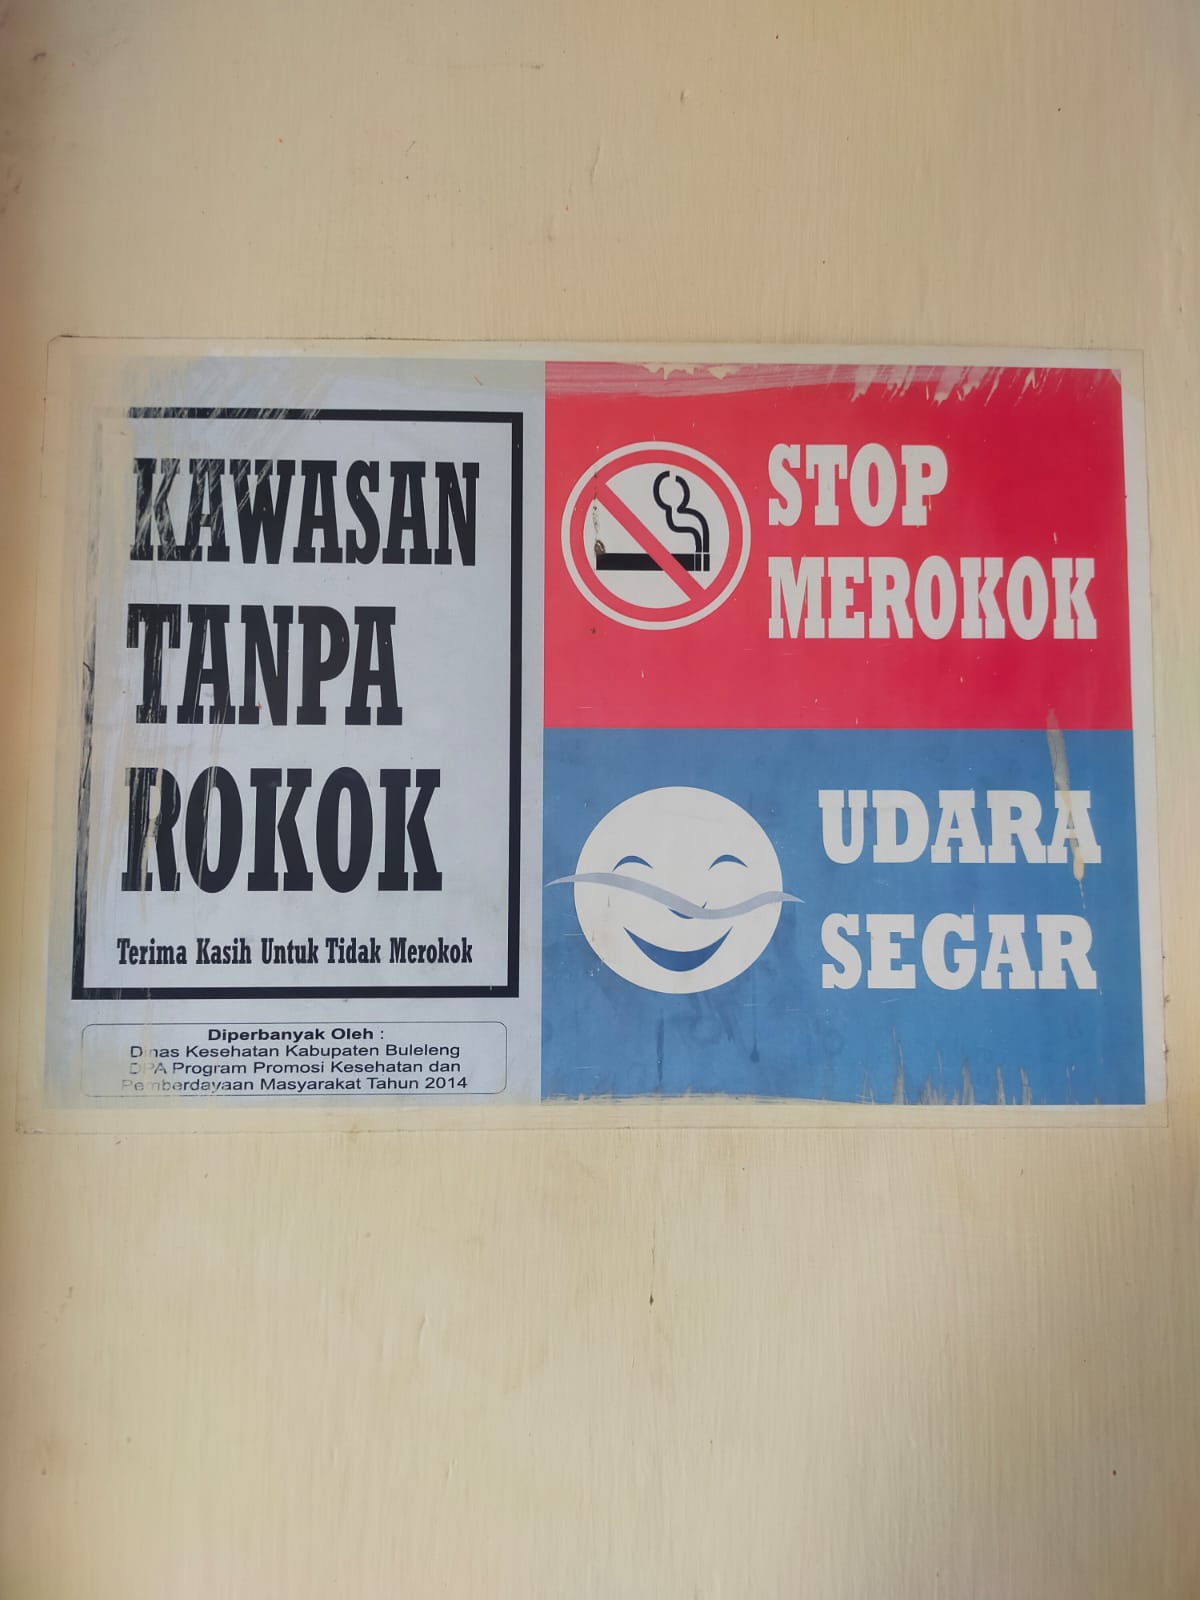 KAWASAN
TANPA
ROKOK
Terima Kasih Untuk Tidak Merokok
Diperbanyak Oleh :
Dinas Kesehatan Kabupaten Buleleng
DPA Program Promosi Kesehatan dan
Pemberdayaan Masyarakat Tahun 2014
STOP
MEROKOK
UDARA
SEGAR